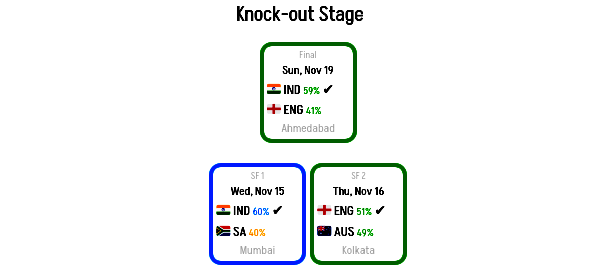 Knock-out Stage
Final
Sun, Nov 19
IND 59% ✔
ENG 41%
Ahmedabad
SF 1
Wed, Nov 15
IND 60% ✔
SA 40%
Mumbai
SF 2
Thu, Nov 16
ENG 51% ✔
AUS 49%
Kolkata